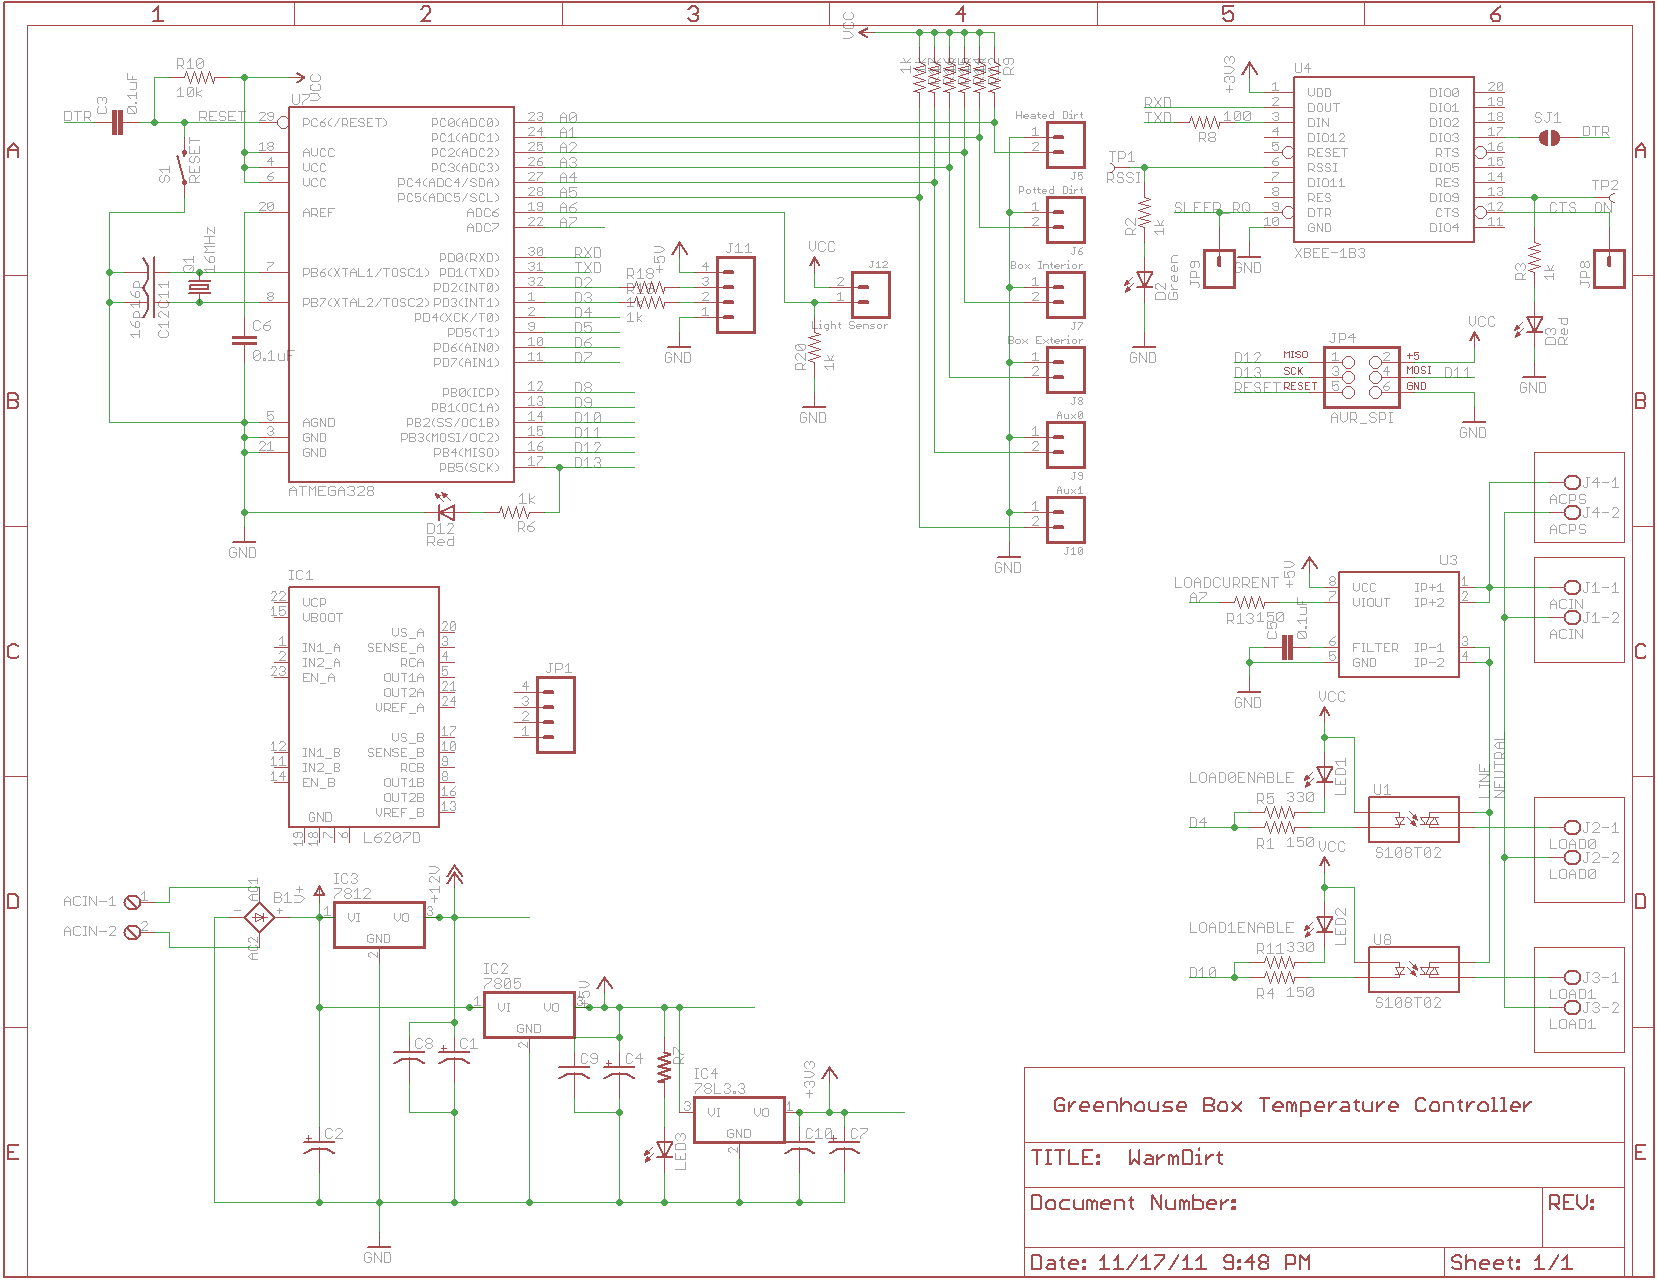 1 2 3 4 5 6
A
B
C
D
E
A
B
C
D
E
DTR
C3
0.1uF
R10
10k
VCC
RESET
S1
RESET
16MHz
Q1
16p 16p
C12 C11
C6
0.1uF
U7
29 PC6(/RESET)
18 AVCC
4 VCC
6 VCC
20 AREF
7 PB6(XTAL1/TOSC1)
8 PB7(XTAL2/TOSC2)
5 AGND
3 GND
21 GND
PC0(ADC0) 23 A0
PC1(ADC1) 24 A1
PC2(ADC2) 25 A2
PC3(ADC3) 26 A3
PC4(ADC4/SDA) 27 A4
PC5(ADC5/SCL) 28 A5
ADC6 19 A6
ADC7 22 A7
PD0(RXD) 30 RXD
PD1(TXD) 31 TXD
PD2(INT0) 32 D2
PD3(INT1) 1 D3
PD4(XCK/T0) 2 D4
PD5(T1) 9 D5
PD6(AIN0) 10 D6
PD7(AIN1) 11 D7
PB0(ICP) 12 D8
PB1(OC1A) 13 D9
PB2(SS/OC1B) 14 D10
PB3(MOSI/OC2) 15 D11
PB4(MISO) 16 D12
PB5(SCK) 17 D13
ATMEGA328
D12
Red
1k
R6
GND
R18
1k
+5V
J11
4
3
2
1
GND
VCC
J12
2
1
Light Sensor
R20
1k
GND
VCC
1k
R9
Heated Dirt
1
2
J5
Potted Dirt
1
2
J6
Box Interior
1
2
J7
Box Exterior
1
2
J8
Aux0
1
2
J9
Aux1
1
2
J10
GND
+3V3
U4
RXD
TXD
R8
100
TP1
RSSI
R2
1k
D2
Green
GND
SLEEP_RQ
JP9
GND
1 VDD
2 DOUT
3 DIN
4 DIO12
5 RESET
6 RSSI
7 DIO11
8 RES
9 DTR
10 GND
DIO0 20
DIO1 19
DIO2 18
DIO3 17
RTS 16
DIO5 15
RES 14
DIO9 13
CTS 12
DIO4 11
XBEE-1B3
SJ1
DTR
TP2
CTS
ON
R3
1k
JP8
D3
Red
GND
JP4
D12 MISO 1 2 +5
D13 SCK 3 4 MOSI D11
RESET RESET 5 6 GND
AVR_SPI
VCC
GND
IC1
22 VCP
15 VBOOT
1 IN1_A
2 IN2_A
23 EN_A
12 IN1_B
11 IN2_B
14 EN_B
VS_A 20
SENSE_A 3
RCA 4
OUT1A 5
OUT2A 21
VREF_A 24
VS_B 17
SENSE_B 10
RCB 9
OUT1B 8
OUT2B 16
VREF_B 13
GND
19 18 7 6
L6207D
JP1
4
3
2
1
LOADCURRENT
A7
R13 150
+5V
C5
0.1uF
GND
U3
8 VCC
7 VIOUT
6 FILTER
5 GND
IP+1 1
IP+2 2
IP-1 3
IP-2 4
J4-1
ACPS
J4-2
ACPS
J1-1
ACIN
J1-2
ACIN
LINE
NEUTRAL
VCC
LOAD0ENABLE
LED1
R5 330
D4
R1 150
U1
S108T02
J2-1
LOAD0
J2-2
LOAD0
VCC
LOAD1ENABLE
LED2
R11 330
D10
R4 150
U8
S108T02
J3-1
LOAD1
J3-2
LOAD1
ACIN-1 1
ACIN-2 2
AC1
AC2
B1
- +
IC3
7812
1 VI VO 3
GND
2
+12V
IC2
7805
1 VI VO 3
GND
2
+5V
C8
C1
C9
C4
R7
LED3
IC4
78L3.3
3 VI VO 1
GND
2
+3V3
C10
C7
C2
GND
Greenhouse Box Temperature Controller
TITLE: WarmDirt
Document Number:
REV:
Date: 11/17/11 9:48 PM
Sheet: 1/1